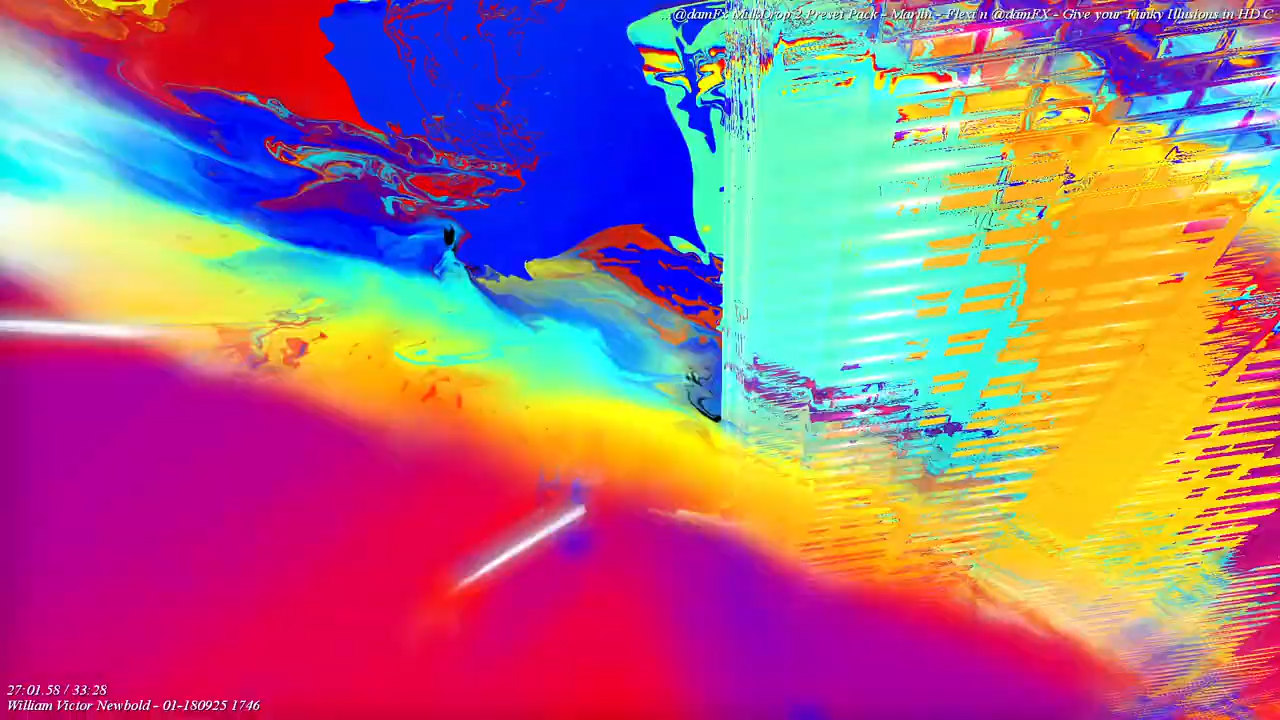 ...@damFx MilkDrop 2 Preset Pack - Martin - Flexi n @damFX - Give your Funky Illusions in HD C
27:01.58 / 33:28
William Victor Newbold - 01-180925 1746